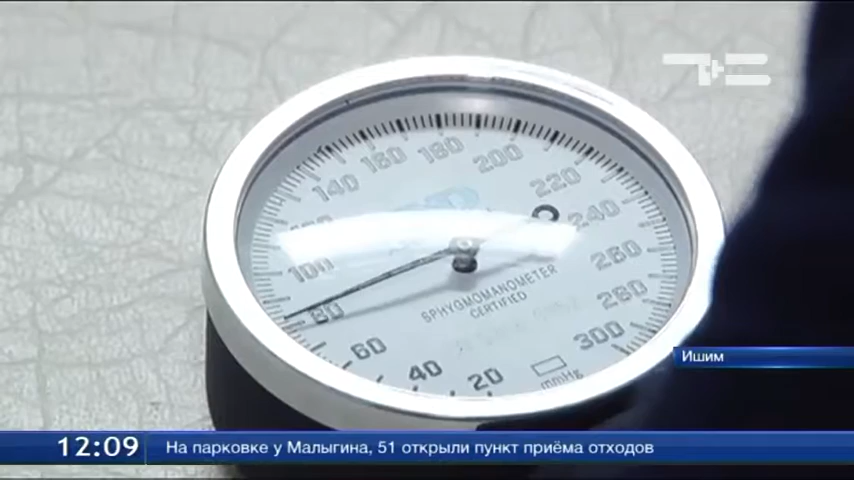 T+B
20
40
60
80
100
140
160
180
200
220
240
260
280
300
SPHYGMOMANOMETER
CERTIFIED
mmHg
Ишим
12:09 На парковке у Малыгина, 51 открыли пункт приёма отходов